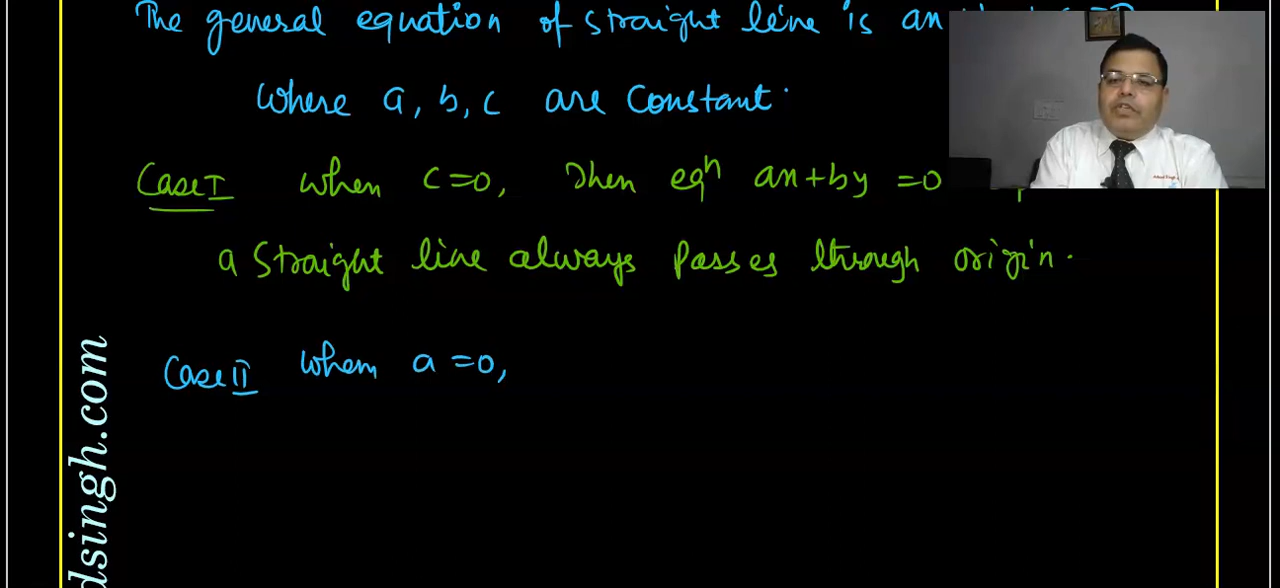 The general equation of straight line is an
where a, b, c are constant.
Case I when c=0, Then eqn ax+by =0
a straight line always passes through origin.
Case II when a=0,
dsingh.com